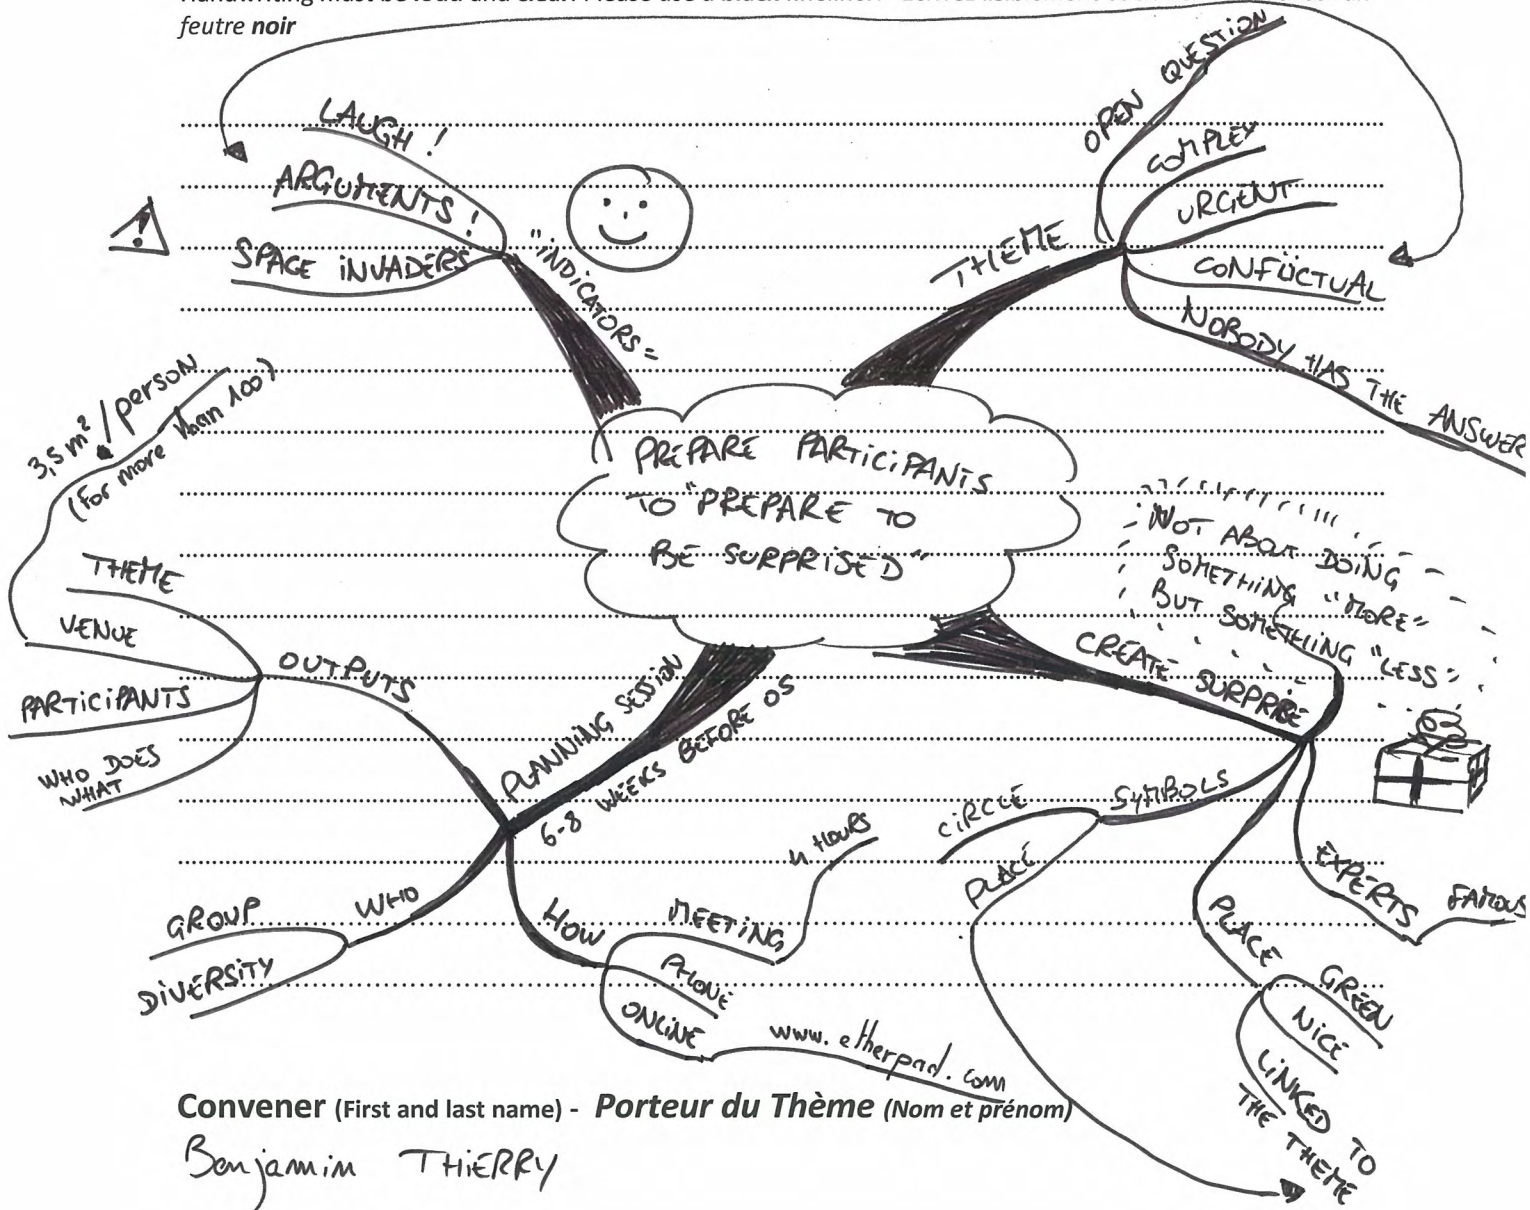 feutre noir
OPEN QUESTION
COMPLEX
URGENT
CONFLICTUAL
NOBODY HAS THE ANSWER
THEME
LAUGH !
ARGUMENTS !
SPACE INVADERS
"INDICATORS"
PREPARE PARTICIPANTS
TO "PREPARE TO
BE SURPRISED"
3,5 m²/person
(For more than 100)
THEME
VENUE
PARTICIPANTS
WHO DOES
WHAT
OUTPUTS
PLANNING SESSION
6-8 WEEKS BEFORE OS
WHO
GROUP
DIVERSITY
HOW
MEETING
4 HOURS
PHONE
ONLINE
www.etherpad.com
NOT ABOUT DOING
SOMETHING "MORE"
BUT SOMETHING "LESS"
CREATE SURPRISE
SYMBOLS
CIRCLE
PLACE
EXPERTS
FAMOUS
PLACE
GREEN
NICE
LINKED TO
THE THEME
Convener (First and last name) - Porteur du Thème (Nom et prénom)
Benjamin THIERRY